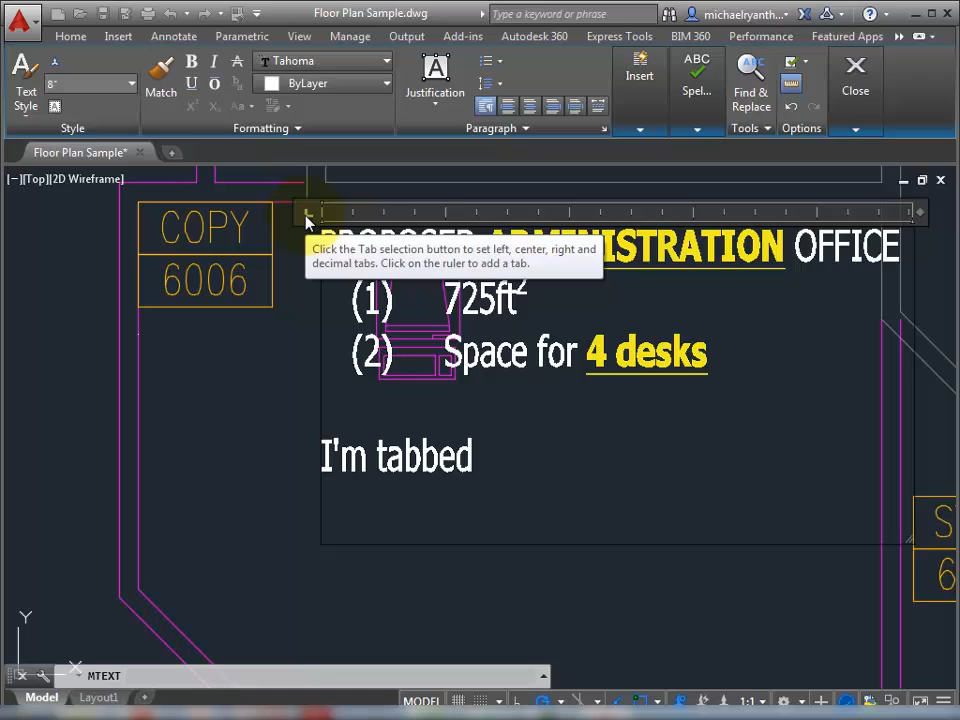 Floor Plan Sample.dwg
Type a keyword or phrase
michaelryanth...
Home Insert Annotate Parametric View Manage Output Add-ins Autodesk 360 Express Tools BIM 360 Performance Featured Apps
Text Style
8"
Style
Match
B I A
U O
Tahoma
ByLayer
Formatting
Justification
Paragraph
Insert
ABC
Spel...
ABC
Find & Replace
Tools
Options
Close
Floor Plan Sample*
[−][Top][2D Wireframe]
COPY
6006
ADMINISTRATION OFFICE
Click the Tab selection button to set left, center, right and
decimal tabs. Click on the ruler to add a tab.
(1) 725ft²
(2) Space for 4 desks
I'm tabbed
S
6
Y
X
MTEXT
Model Layout1
MODEL
1:1